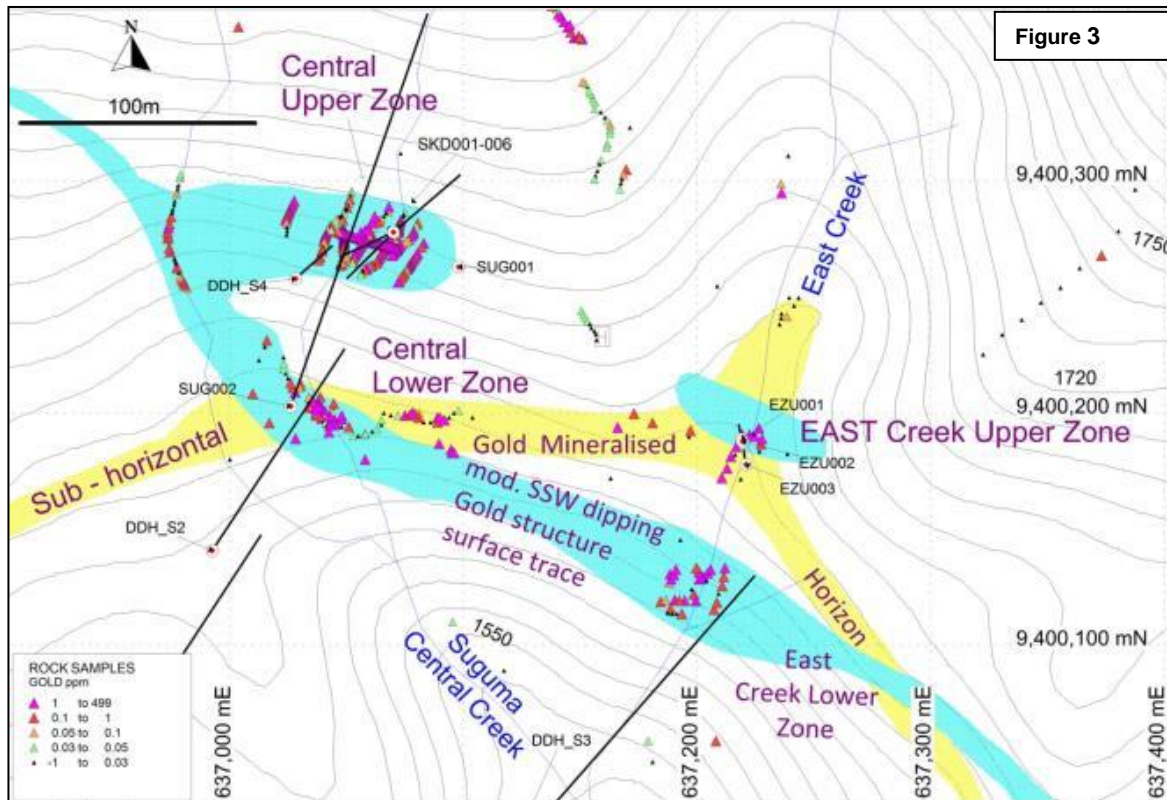 Figure 3
N
100m
Central
Upper Zone
SKD001-006
9,400,300 mN
East Creek
1750
DDH_S4
SUG001
Central
Lower Zone
1720
SUG002
EZU001
9,400,200 mN
Gold Mineralised
EAST Creek Upper Zone
Sub - horizontal
mod. SSW dipping
Gold structure
surface trace
EZU002
EZU003
DDH_S2
Horizon
1550
Suguma
Central Creek
9,400,100 mN
East
Creek Lower
Zone
DDH_S3
ROCK SAMPLES
GOLD ppm
1 to 499
0.1 to 1
0.05 to 0.1
0.03 to 0.05
-1 to 0.03
637,000 mE
637,200 mE
637,300 mE
637,400 mE
H